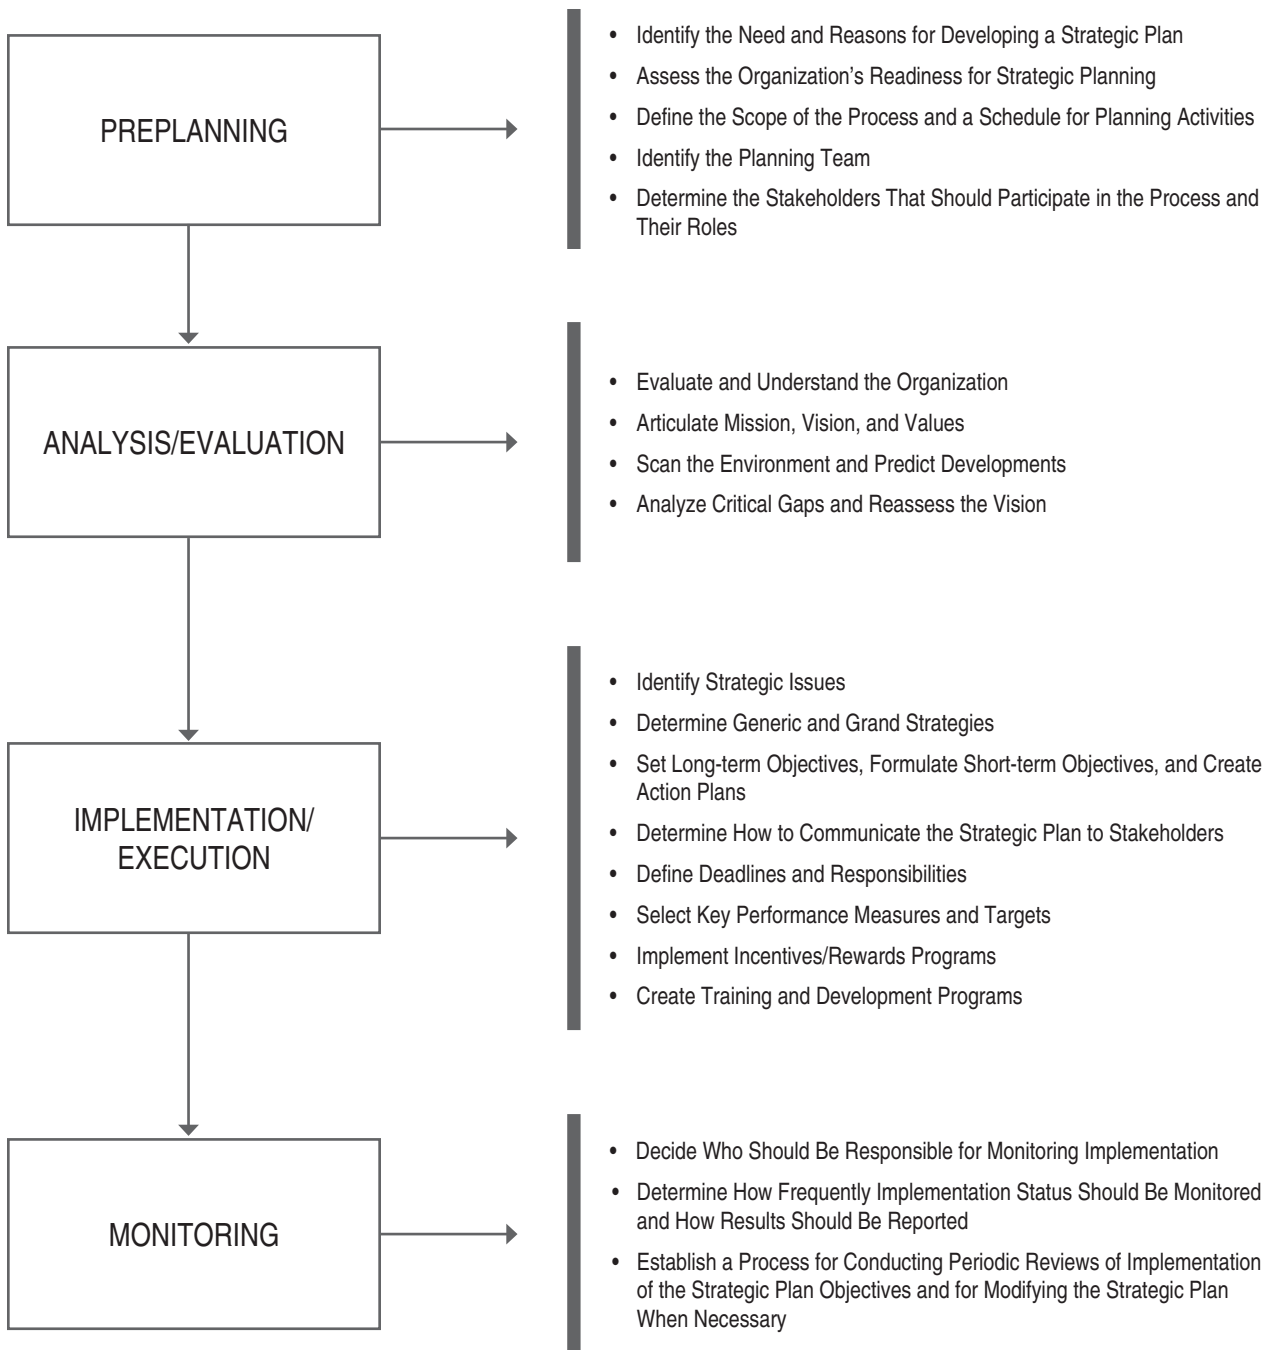 PREPLANNING
• Identify the Need and Reasons for Developing a Strategic Plan
• Assess the Organization's Readiness for Strategic Planning
• Define the Scope of the Process and a Schedule for Planning Activities
• Identify the Planning Team
• Determine the Stakeholders That Should Participate in the Process and
Their Roles
ANALYSIS/EVALUATION
• Evaluate and Understand the Organization
• Articulate Mission, Vision, and Values
• Scan the Environment and Predict Developments
• Analyze Critical Gaps and Reassess the Vision
IMPLEMENTATION/
EXECUTION
• Identify Strategic Issues
• Determine Generic and Grand Strategies
• Set Long-term Objectives, Formulate Short-term Objectives, and Create
Action Plans
• Determine How to Communicate the Strategic Plan to Stakeholders
• Define Deadlines and Responsibilities
• Select Key Performance Measures and Targets
• Implement Incentives/Rewards Programs
• Create Training and Development Programs
MONITORING
• Decide Who Should Be Responsible for Monitoring Implementation
• Determine How Frequently Implementation Status Should Be Monitored
and How Results Should Be Reported
• Establish a Process for Conducting Periodic Reviews of Implementation
of the Strategic Plan Objectives and for Modifying the Strategic Plan
When Necessary